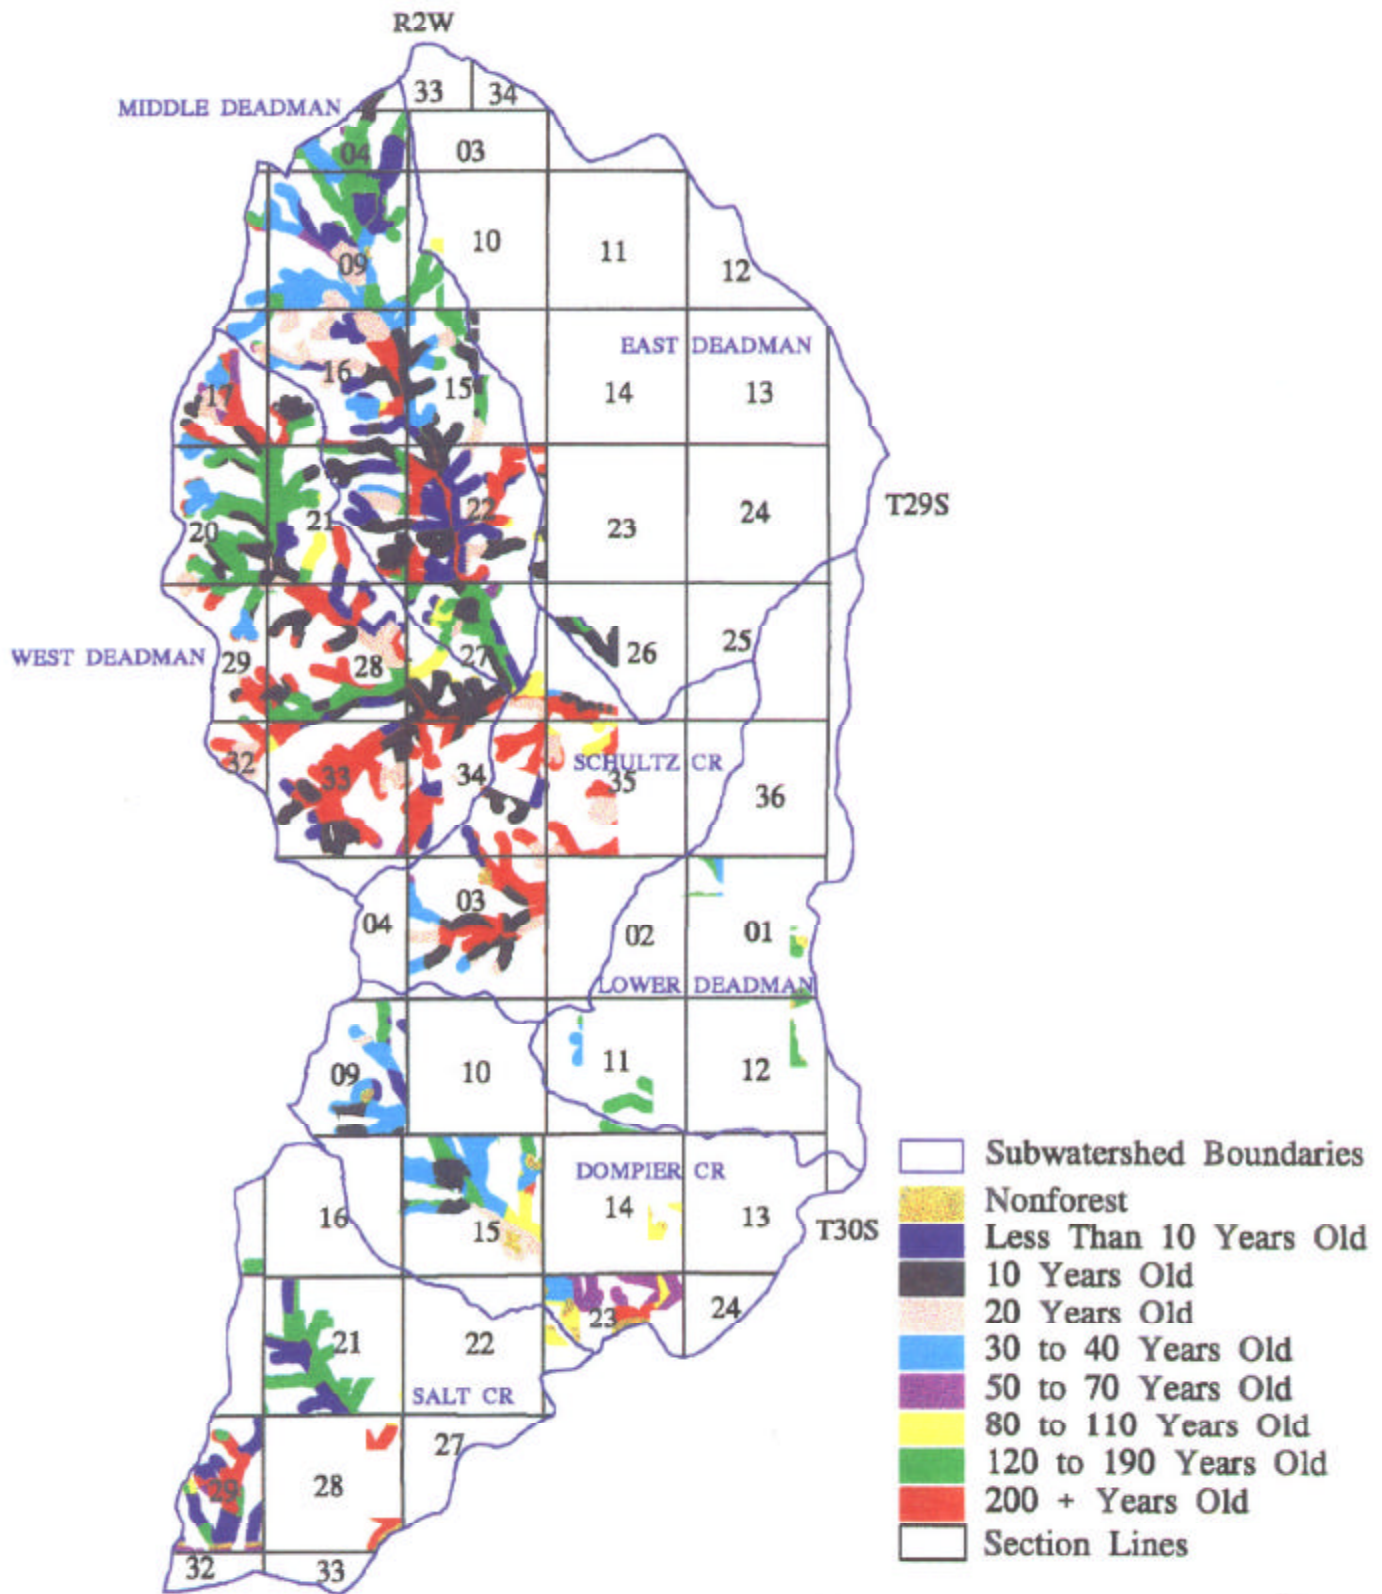 R2W
33 34
MIDDLE DEADMAN
04 03
09 10 11 12
EAST DEADMAN
17 16 15 14 13
20 21 22 23 24
T29S
WEST DEADMAN
29 28 27 26 25
32 33 34 35 36
SCHULTZ CR
04 03 02 01
LOWER DEADMAN
09 10 11 12
DOMPIER CR
16 15 14 13
T30S
21 22 23 24
SALT CR
29 28 27
32 33
Subwatershed Boundaries
Nonforest
Less Than 10 Years Old
10 Years Old
20 Years Old
30 to 40 Years Old
50 to 70 Years Old
80 to 110 Years Old
120 to 190 Years Old
200 + Years Old
Section Lines